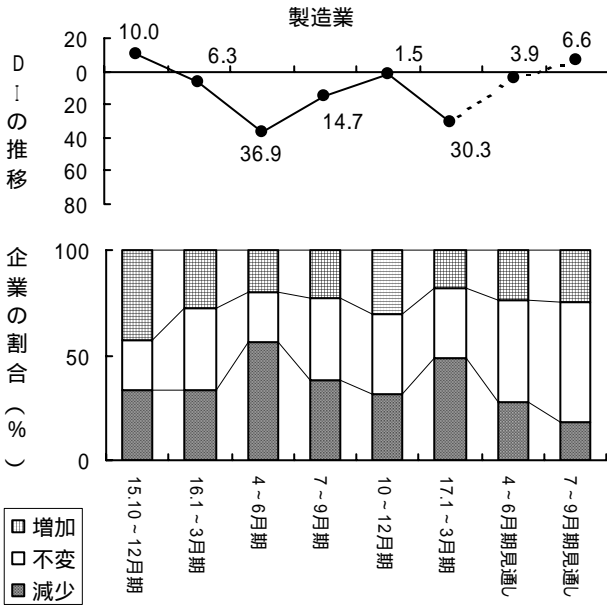 製造業
DIの推移
20
0
20
40
60
80
10.0
6.3
36.9
14.7
1.5
30.3
3.9
6.6
企業の割合(%)
100
50
0
15.10~12月期
16.1~3月期
4~6月期
7~9月期
10~12月期
17.1~3月期
4~6月期見通し
7~9月期見通し
増加
不変
減少